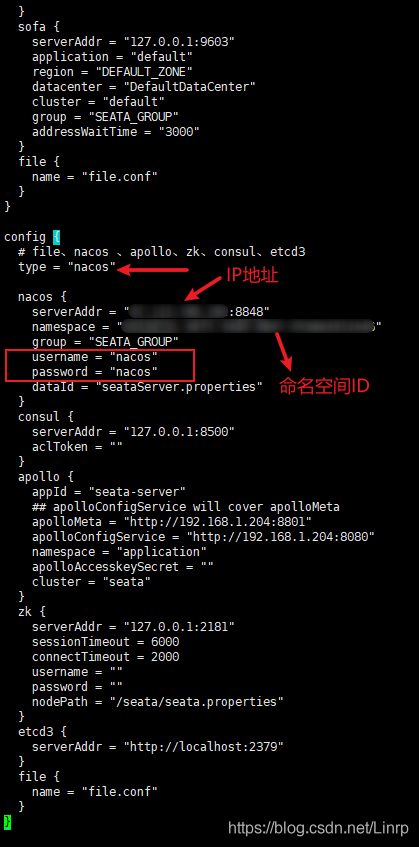 }
sofa {
serverAddr = "127.0.0.1:9603"
application = "default"
region = "DEFAULT_ZONE"
datacenter = "DefaultDataCenter"
cluster = "default"
group = "SEATA_GROUP"
addressWaitTime = "3000"
}
file {
name = "file.conf"
}
}
config {
# file、nacos 、apollo、zk、consul、etcd3
type = "nacos"
IP地址
nacos {
serverAddr = ":8848"
namespace = ""
group = "SEATA_GROUP"
username = "nacos"
password = "nacos"
命名空间ID
dataId = "seataServer.properties"
}
consul {
serverAddr = "127.0.0.1:8500"
aclToken = ""
}
apollo {
appId = "seata-server"
## apolloConfigService will cover apolloMeta
apolloMeta = "http://192.168.1.204:8801"
apolloConfigService = "http://192.168.1.204:8080"
namespace = "application"
apolloAccesskeySecret = ""
cluster = "seata"
}
zk {
serverAddr = "127.0.0.1:2181"
sessionTimeout = 6000
connectTimeout = 2000
username = ""
password = ""
nodePath = "/seata/seata.properties"
}
etcd3 {
serverAddr = "http://localhost:2379"
}
file {
name = "file.conf"
}
}
https://blog.csdn.net/Linrp